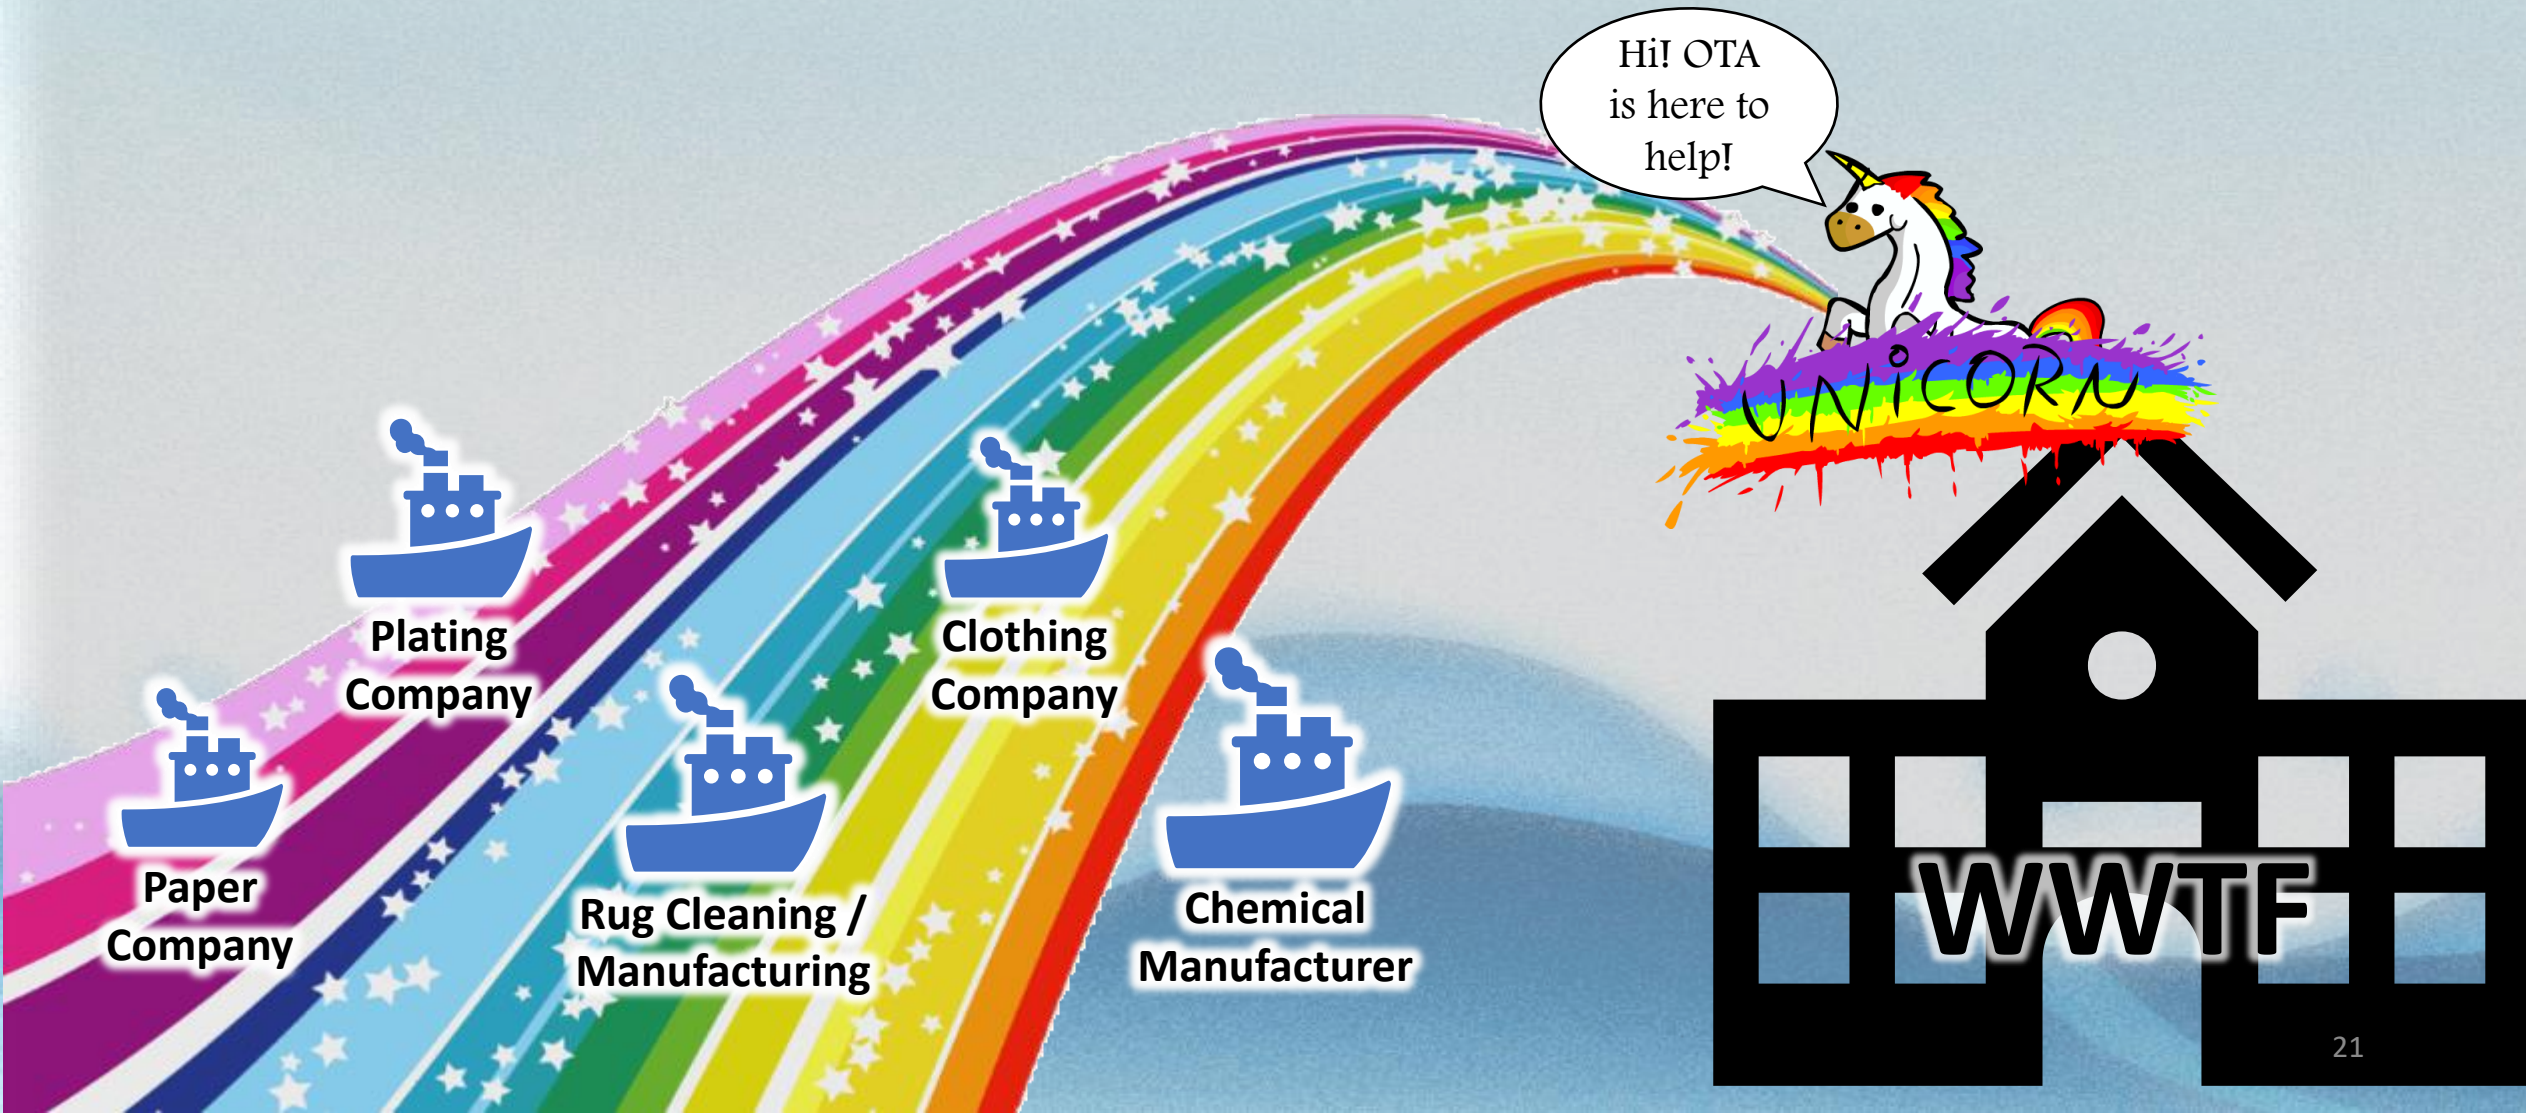 Hi! OTA
is here to
help!
UNiCORN
Plating
Company
Clothing
Company
Paper
Company
Rug Cleaning /
Manufacturing
Chemical
Manufacturer
WWTF
21